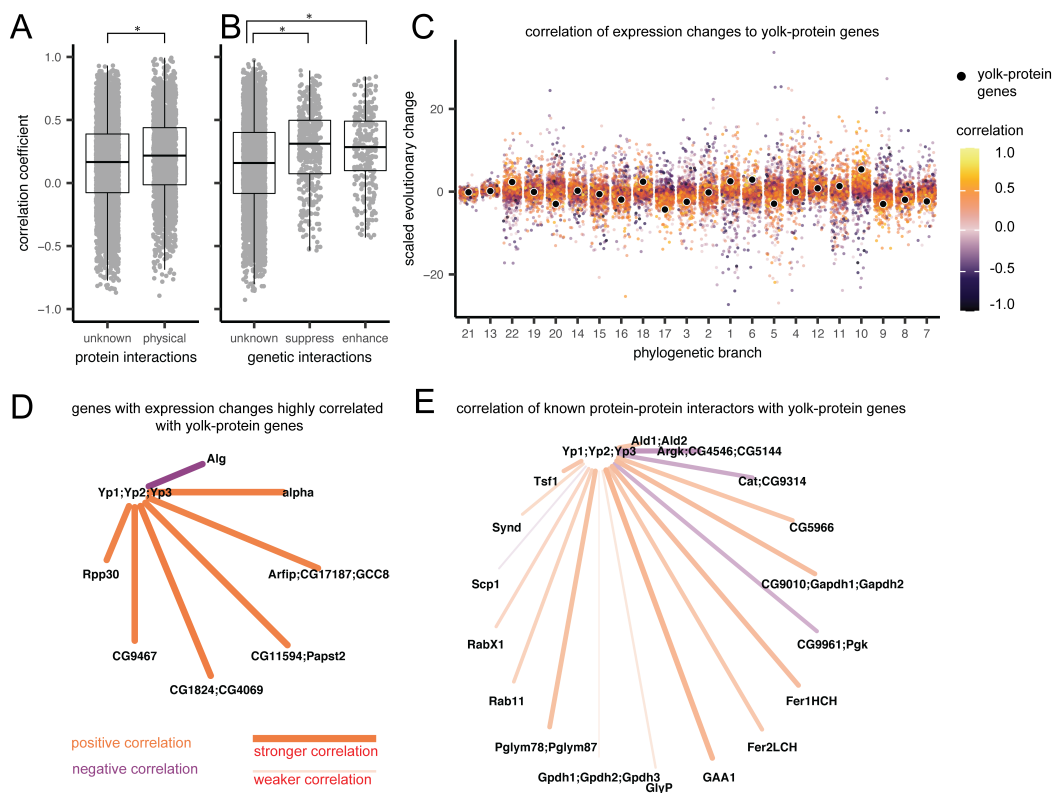 A
B
C
*
*
*
correlation of expression changes to yolk-protein genes
correlation coefficient
1.0
0.5
0.0
−0.5
−1.0
unknown physical
protein interactions
unknown suppress enhance
genetic interactions
scaled evolutionary change
20
0
−20
21 13 22 19 20 14 15 16 18 17 3 2 1 6 5 4 12 11 10 9 8 7
phylogenetic branch
yolk-protein
genes
correlation
1.0
0.5
0.0
-0.5
-1.0
D
genes with expression changes highly correlated
with yolk-protein genes
Alg
Yp1;Yp2;Yp3
alpha
Rpp30
Arfip;CG17187;GCC8
CG9467
CG11594;Papst2
CG1824;CG4069
positive correlation
negative correlation
stronger correlation
weaker correlation
E
correlation of known protein-protein interactors with yolk-protein genes
Ald1;Ald2
Yp1;Yp2;Yp3
Argk;CG4546;CG5144
Tsf1
Cat;CG9314
Synd
CG5966
Scp1
CG9010;Gapdh1;Gapdh2
RabX1
CG9961;Pgk
Rab11
Fer1HCH
Pglym78;Pglym87
Fer2LCH
Gpdh1;Gpdh2;Gpdh3
GlyP
GAA1